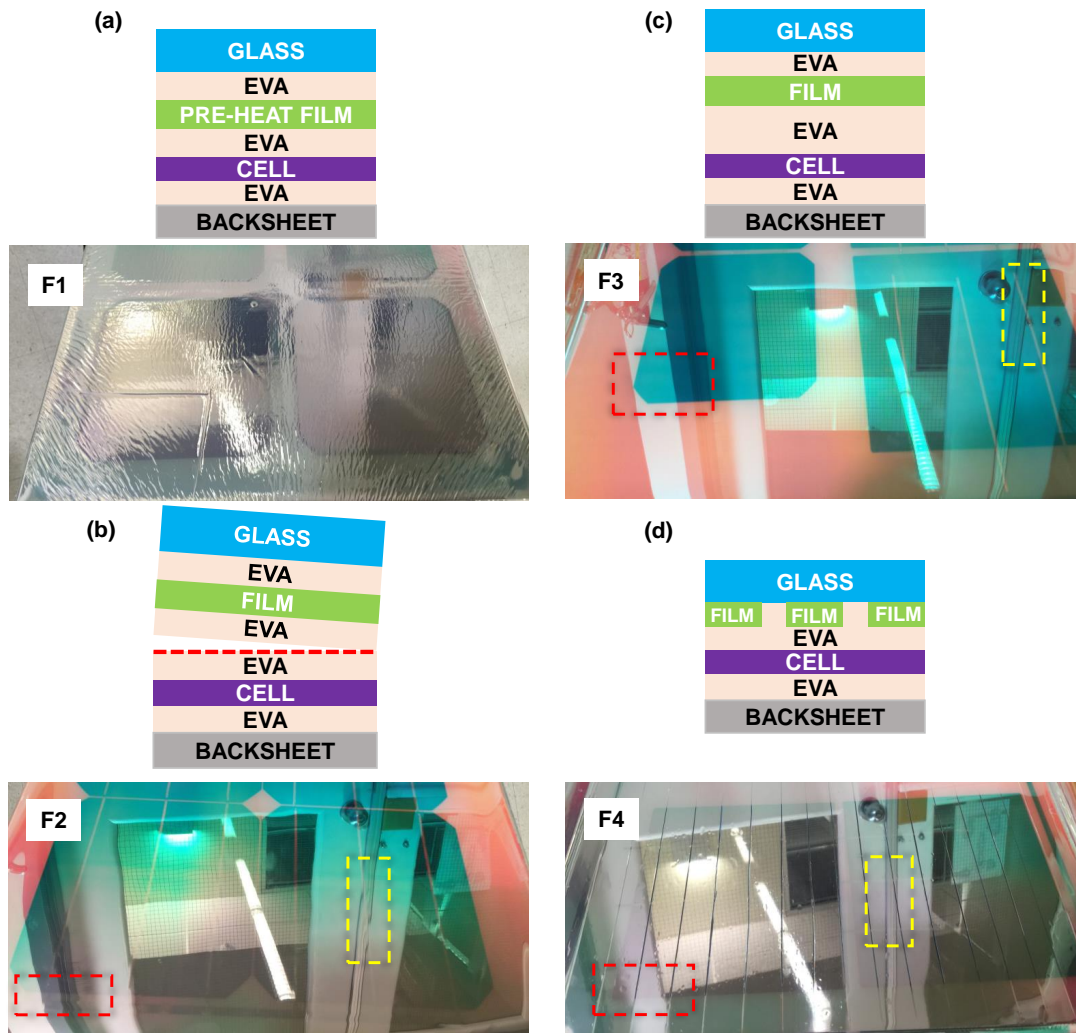 (a)
GLASS
EVA
PRE-HEAT FILM
EVA
CELL
EVA
BACKSHEET
F1
(b)
GLASS
EVA
FILM
EVA
EVA
CELL
EVA
BACKSHEET
F2
(c)
GLASS
EVA
FILM
EVA
CELL
EVA
BACKSHEET
F3
(d)
GLASS
FILM FILM FILM
EVA
CELL
EVA
BACKSHEET
F4